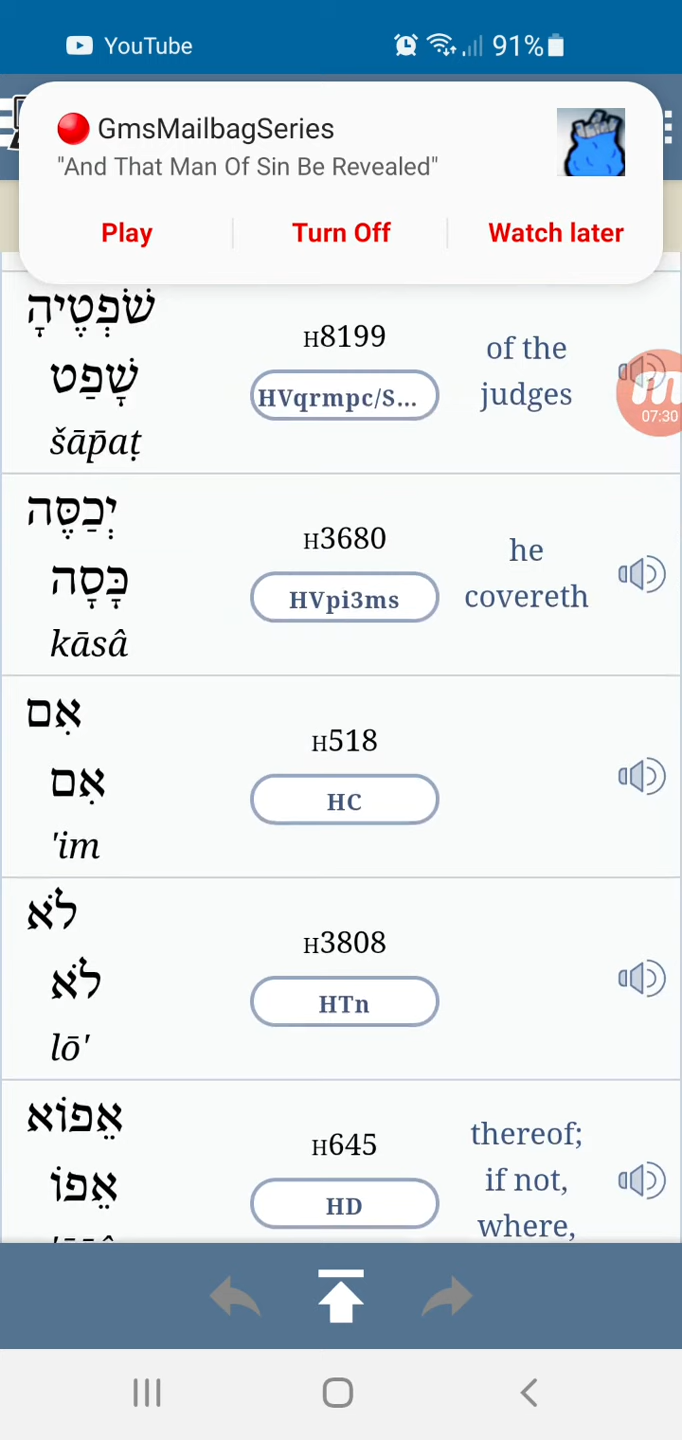 YouTube 91%
GmsMailbagSeries
"And That Man Of Sin Be Revealed"
Play Turn Off Watch later
שֹׁפְטֶיהָ
שָׁפַט
šāp̄aṭ
H8199
HVqrmpc/S...
of the
judges
07:30
יְכַסֶּה
כָּסָה
kāsâ
H3680
HVpi3ms
he
covereth
אִם
אִם
'im
H518
HC
לֹא
לֹא
lō'
H3808
HTn
אֵפוֹא
אֵפוֹ
H645
HD
thereof;
if not,
where,